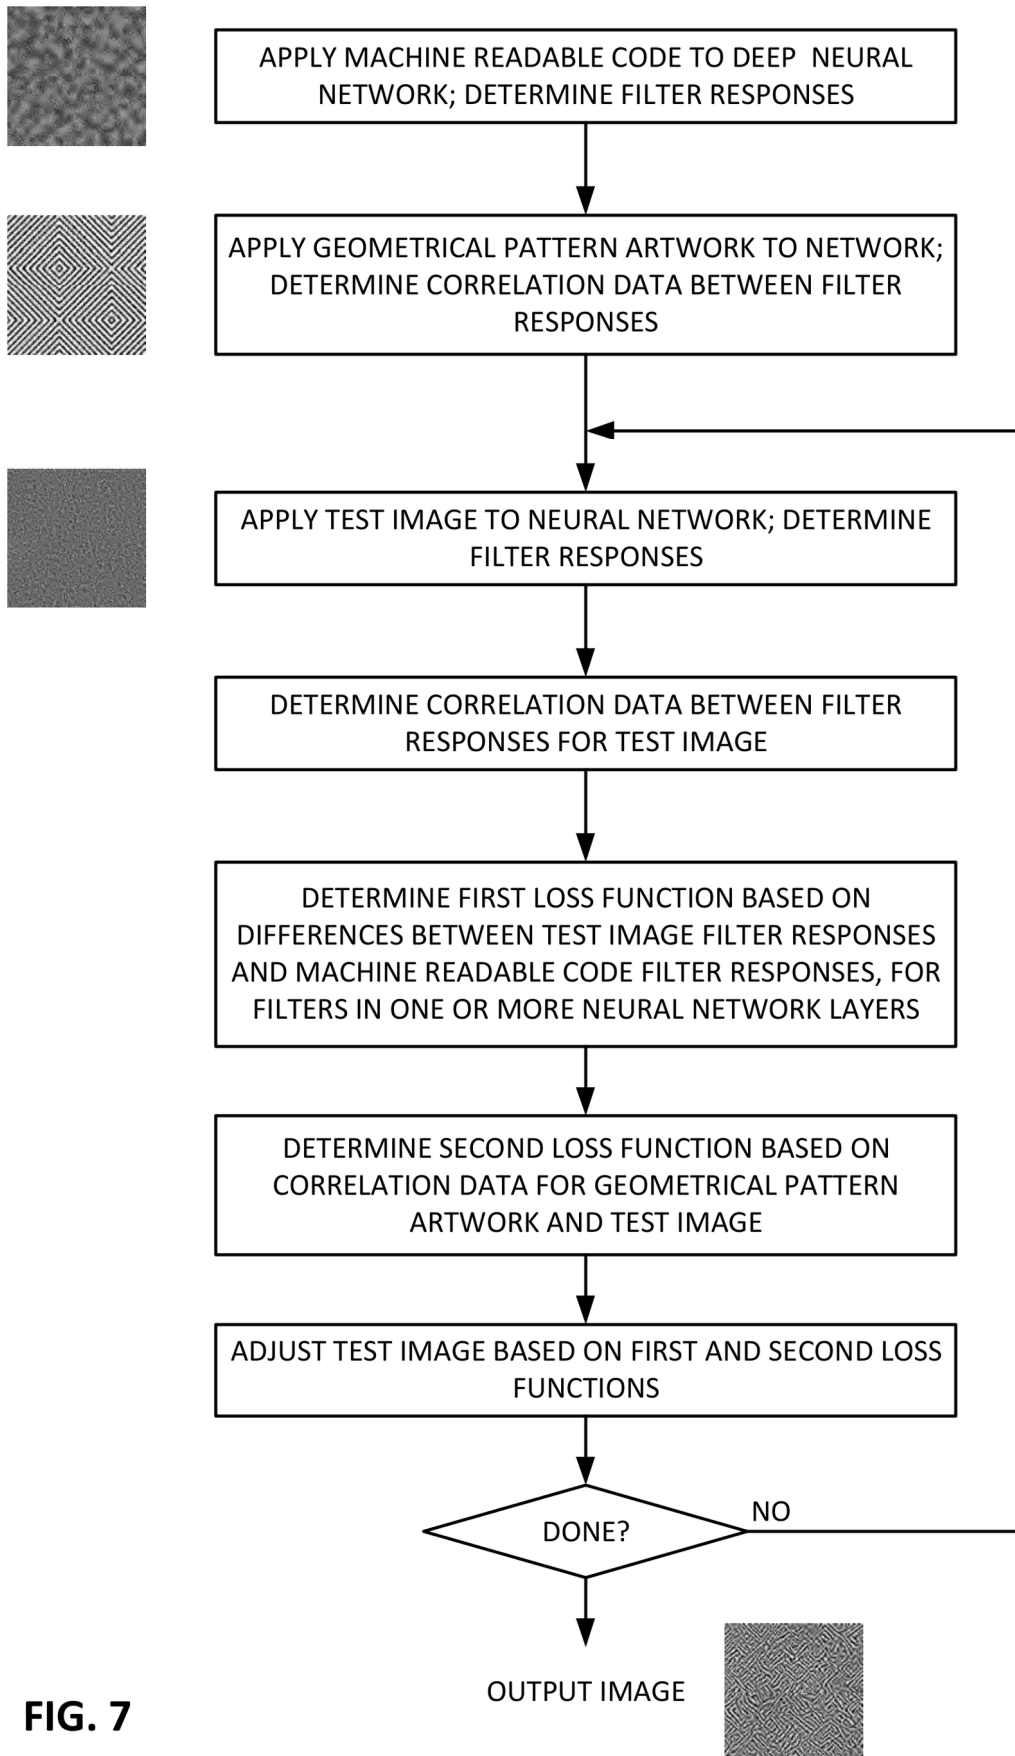 APPLY MACHINE READABLE CODE TO DEEP NEURAL
NETWORK; DETERMINE FILTER RESPONSES
APPLY GEOMETRICAL PATTERN ARTWORK TO NETWORK;
DETERMINE CORRELATION DATA BETWEEN FILTER
RESPONSES
APPLY TEST IMAGE TO NEURAL NETWORK; DETERMINE
FILTER RESPONSES
DETERMINE CORRELATION DATA BETWEEN FILTER
RESPONSES FOR TEST IMAGE
DETERMINE FIRST LOSS FUNCTION BASED ON
DIFFERENCES BETWEEN TEST IMAGE FILTER RESPONSES
AND MACHINE READABLE CODE FILTER RESPONSES, FOR
FILTERS IN ONE OR MORE NEURAL NETWORK LAYERS
DETERMINE SECOND LOSS FUNCTION BASED ON
CORRELATION DATA FOR GEOMETRICAL PATTERN
ARTWORK AND TEST IMAGE
ADJUST TEST IMAGE BASED ON FIRST AND SECOND LOSS
FUNCTIONS
DONE?
NO
OUTPUT IMAGE
FIG. 7